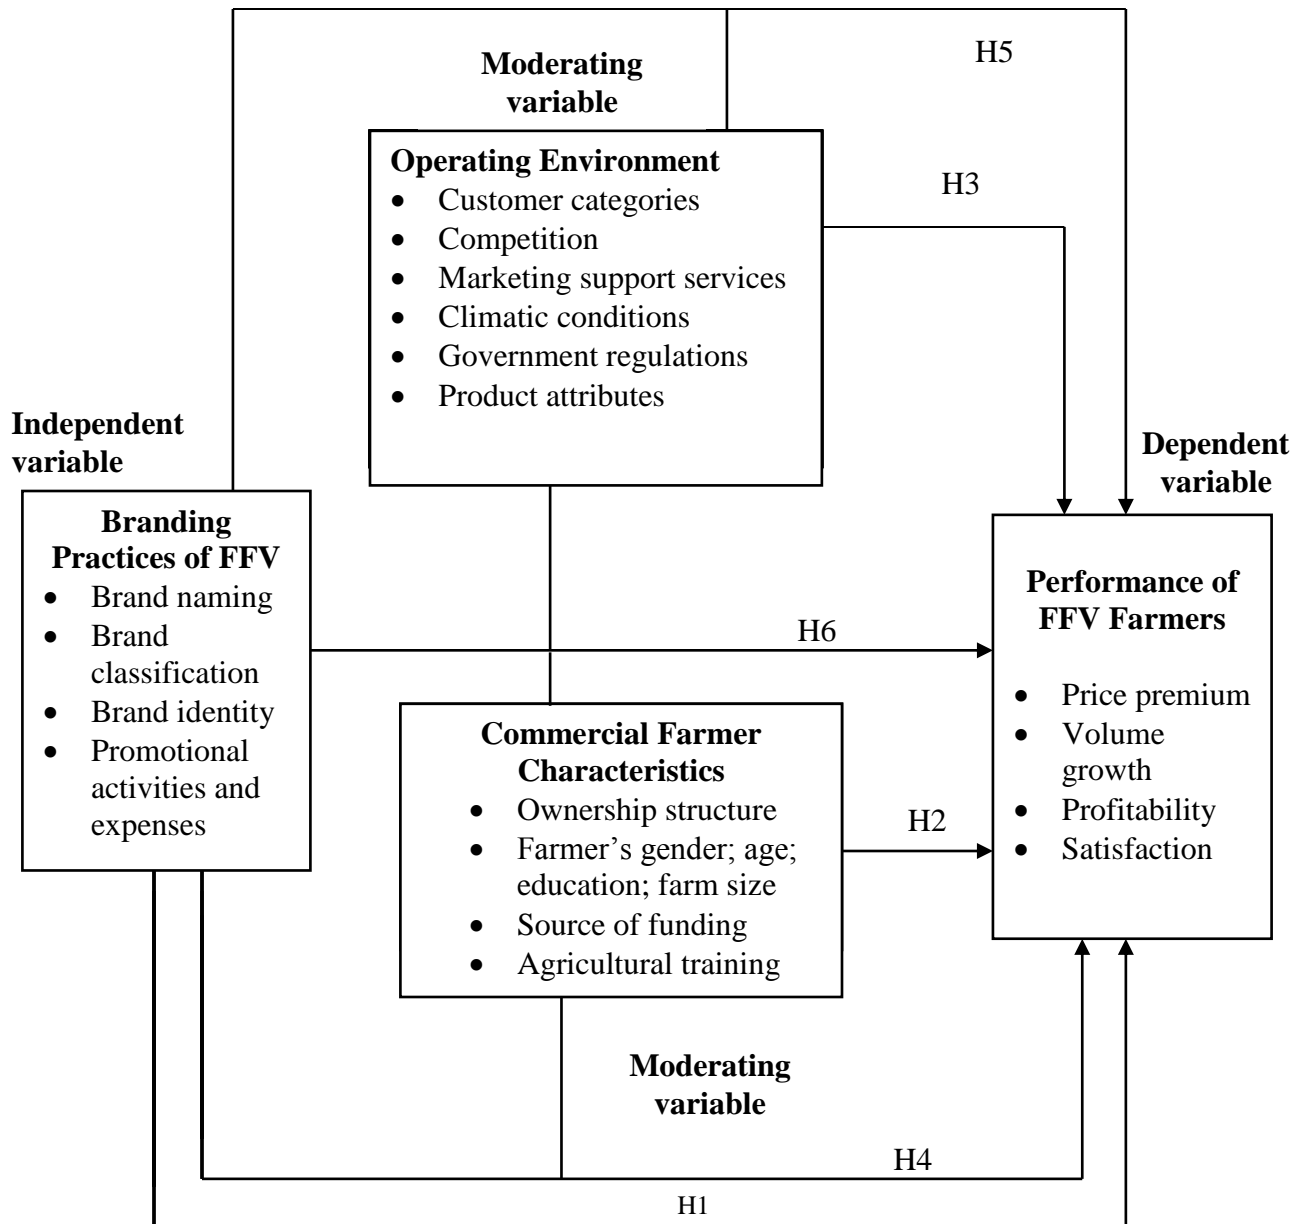 H5
Moderating
variable
Operating Environment
• Customer categories
• Competition
• Marketing support services
• Climatic conditions
• Government regulations
• Product attributes
H3
Independent
variable
Branding
Practices of FFV
• Brand naming
• Brand
classification
• Brand identity
• Promotional
activities and
expenses
Dependent
variable
Performance of
FFV Farmers
• Price premium
• Volume
growth
• Profitability
• Satisfaction
H6
Commercial Farmer
Characteristics
• Ownership structure
• Farmer’s gender; age;
education; farm size
• Source of funding
• Agricultural training
H2
Moderating
variable
H4
H1